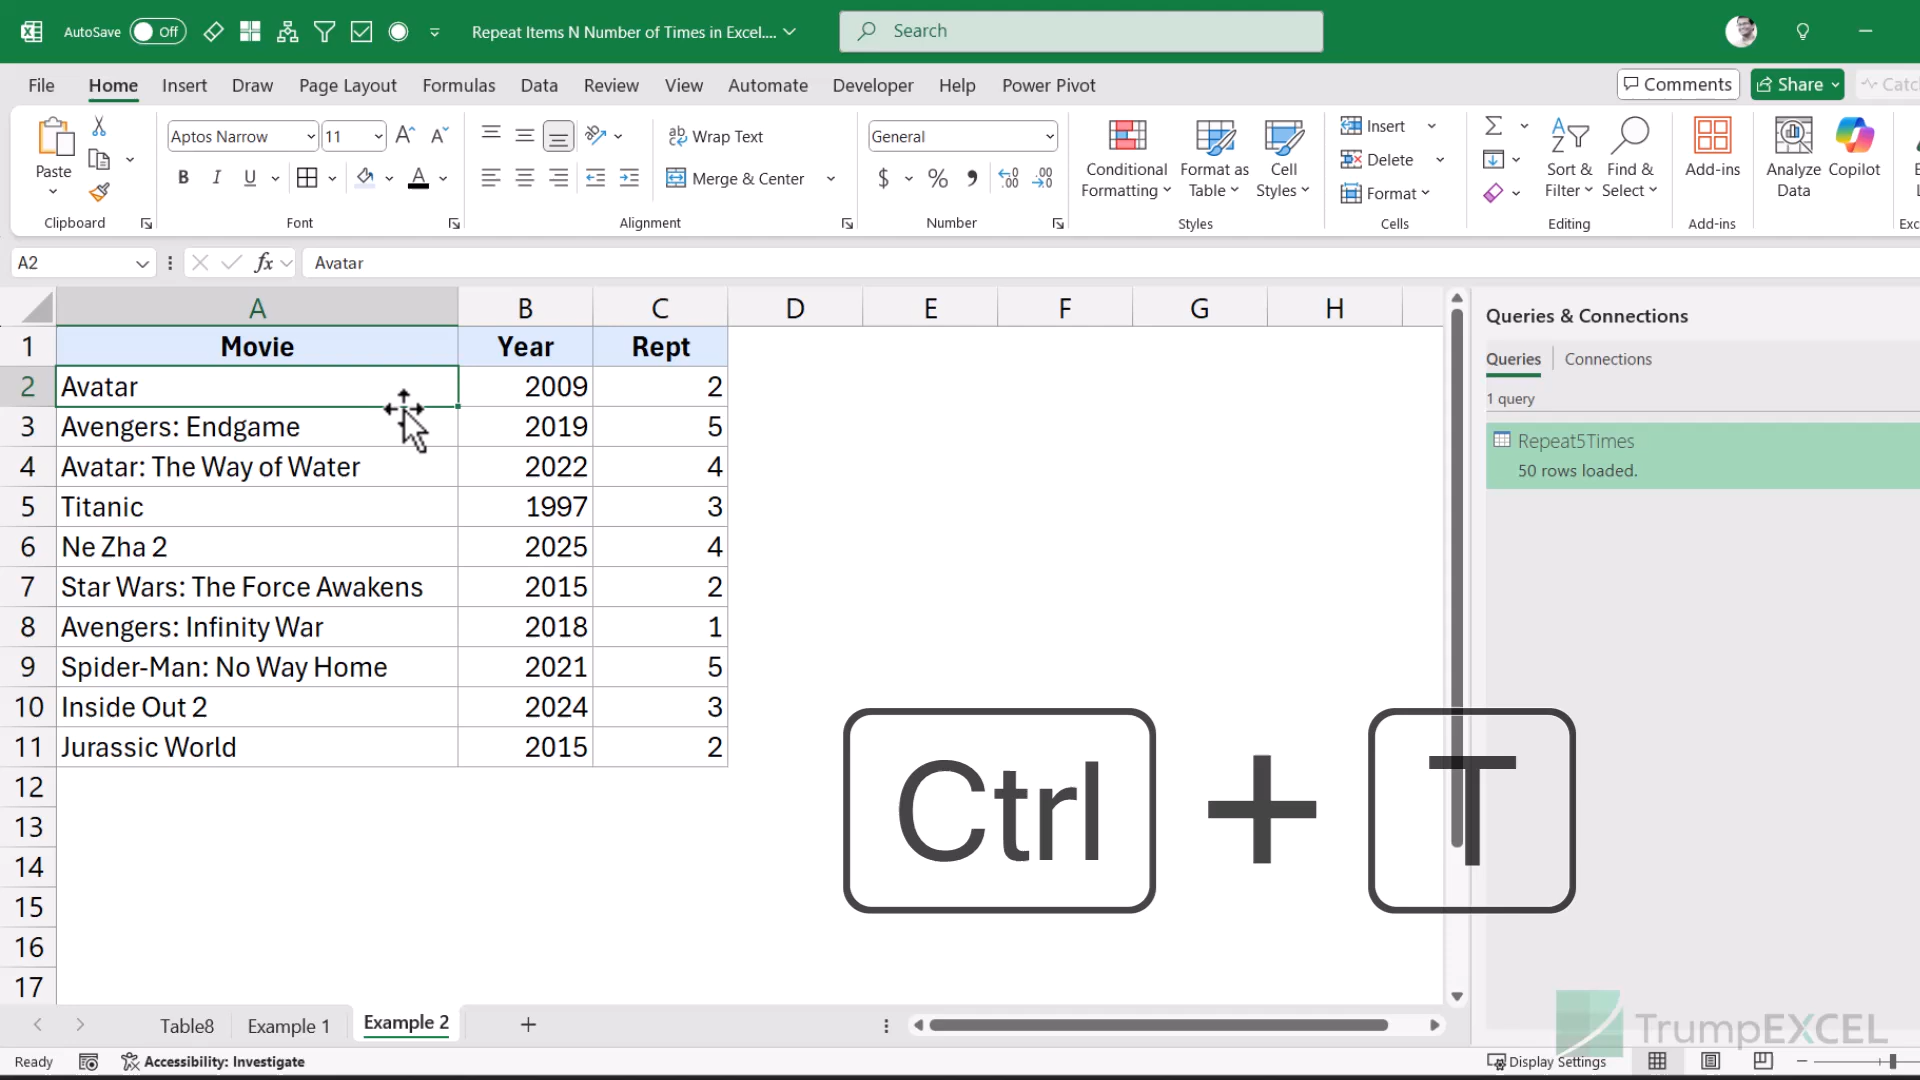 AutoSave Off Repeat Items N Number of Times in Excel.... Search
File Home Insert Draw Page Layout Formulas Data Review View Automate Developer Help Power Pivot Comments Share Catc
Paste
Clipboard
Aptos Narrow 11
B I U
Font
Wrap Text
Merge & Center
Alignment
General
$ % ,
Number
Conditional Formatting
Format as Table
Cell Styles
Styles
Insert
Delete
Format
Cells
Sort & Filter
Find & Select
Editing
Add-ins
Add-ins
Analyze Data
Copilot
Exc
A2 fx Avatar
A B C D E F G H
1 Movie Year Rept
2 Avatar 2009 2
3 Avengers: Endgame 2019 5
4 Avatar: The Way of Water 2022 4
5 Titanic 1997 3
6 Ne Zha 2 2025 4
7 Star Wars: The Force Awakens 2015 2
8 Avengers: Infinity War 2018 1
9 Spider-Man: No Way Home 2021 5
10 Inside Out 2 2024 3
11 Jurassic World 2015 2
12
13
14
15
16
17
Queries & Connections
Queries Connections
1 query
Repeat5Times
50 rows loaded.
Ctrl + T
Table8 Example 1 Example 2
TrumpEXCEL
Ready Accessibility: Investigate Display Settings